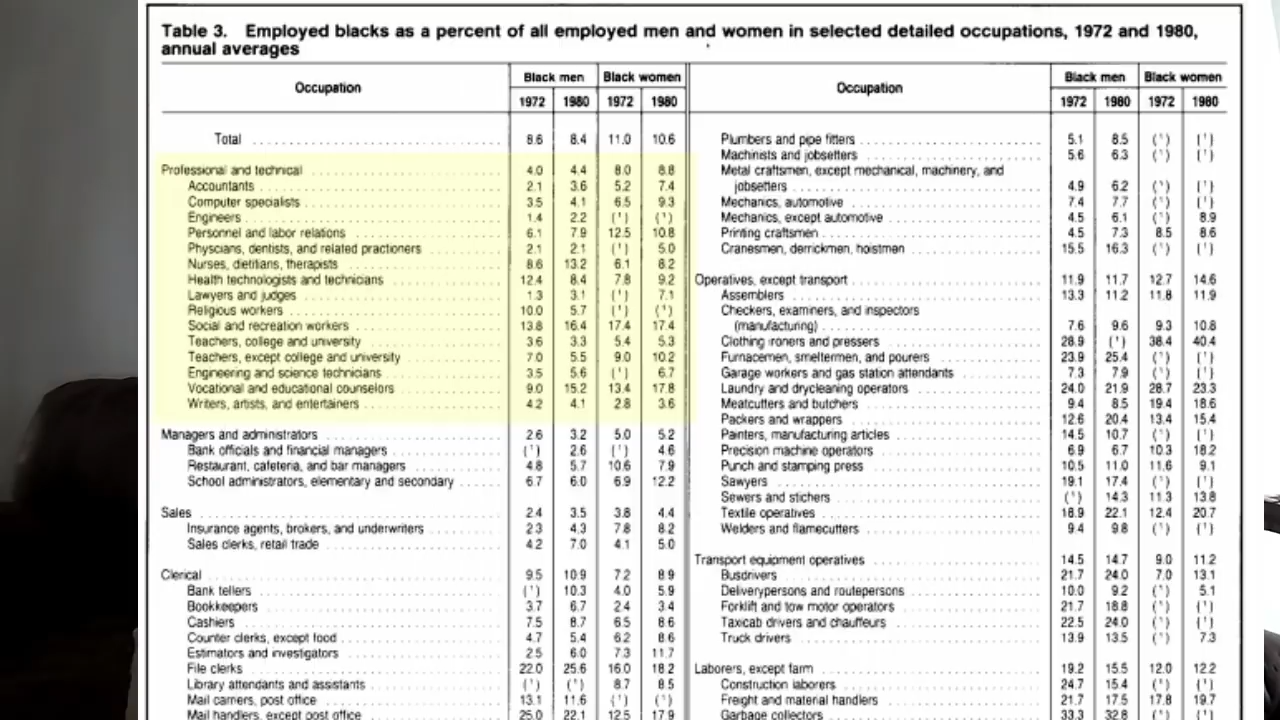 Table 3. Employed blacks as a percent of all employed men and women in selected detailed occupations, 1972 and 1980,
annual averages
Occupation Black men Black women
1972 1980 1972 1980
Total 8.6 8.4 11.0 10.6
Professional and technical 4.0 4.4 8.0 8.8
Accountants 2.1 3.6 5.2 7.4
Computer specialists 3.5 4.1 6.5 9.3
Engineers 1.4 2.2 (¹) (¹)
Personnel and labor relations 6.1 7.9 12.5 10.8
Physcians, dentists, and related practioners 2.1 2.1 (¹) 5.0
Nurses, dietitians, therapists 8.6 13.2 6.1 8.2
Health technologists and technicians 12.4 8.4 7.8 9.2
Lawyers and judges 1.3 3.1 (¹) 7.1
Religious workers 10.0 5.7 (¹) (¹)
Social and recreation workers 13.8 16.4 17.4 17.4
Teachers, college and university 3.6 3.3 5.4 5.3
Teachers, except college and university 7.0 5.5 9.0 10.2
Engineering and science technicians 3.5 5.6 (¹) 6.7
Vocational and educational counselors 9.0 15.2 13.4 17.8
Writers, artists, and entertainers 4.2 4.1 2.8 3.6
Managers and administrators 2.6 3.2 5.0 5.2
Bank officials and financial managers (¹) 2.6 (¹) 4.6
Restaurant, cafeteria, and bar managers 4.8 5.7 10.6 7.9
School administrators, elementary and secondary 6.7 6.0 6.9 12.2
Sales 2.4 3.5 3.8 4.4
Insurance agents, brokers, and underwriters 2.3 4.3 7.8 8.2
Sales clerks, retail trade 4.2 7.0 4.1 5.0
Clerical 9.5 10.9 7.2 8.9
Bank tellers (¹) 10.3 4.0 5.9
Bookkeepers 3.7 6.7 2.4 3.4
Cashiers 7.5 8.7 6.5 8.6
Counter clerks, except food 4.7 5.4 6.2 8.6
Estimators and investigators 2.5 6.0 7.3 11.7
File clerks 22.0 25.6 16.0 18.2
Library attendants and assistants (¹) (¹) 8.7 8.5
Mail carriers, post office 13.1 11.6 (¹) (¹)
Mail handlers, except post office 25.0 22.1 12.5 17.9
Occupation Black men Black women
1972 1980 1972 1980
Plumbers and pipe fitters 5.1 8.5 (¹) (¹)
Machinists and jobsetters 5.6 6.3 (¹) (¹)
Metal craftsmen, except mechanical, machinery, and
jobsetters 4.9 6.2 (¹) (¹)
Mechanics, automotive 7.4 7.7 (¹) (¹)
Mechanics, except automotive 4.5 6.1 (¹) 8.9
Printing craftsmen 4.5 7.3 8.5 8.6
Cranesmen, derrickmen, hoistmen 15.5 16.3 (¹) (¹)
Operatives, except transport 11.9 11.7 12.7 14.6
Assemblers 13.3 11.2 11.8 11.9
Checkers, examiners, and inspectors
(manufacturing) 7.6 9.6 9.3 10.8
Clothing ironers and pressers 28.9 (¹) 38.4 40.4
Furnacemen, smeltermen, and pourers 23.9 25.4 (¹) (¹)
Garage workers and gas station attendants 7.3 7.9 (¹) (¹)
Laundry and drycleaning operators 24.0 21.9 28.7 23.3
Meatcutters and butchers 9.4 8.5 19.4 18.6
Packers and wrappers 12.6 20.4 13.4 15.4
Painters, manufacturing articles 14.5 10.7 (¹) (¹)
Precision machine operators 6.9 6.7 10.3 18.2
Punch and stamping press 10.5 11.0 11.6 9.1
Sawyers 19.1 17.4 (¹) (¹)
Sewers and stichers (¹) 14.3 11.3 13.8
Textile operatives 18.9 22.1 12.4 20.7
Welders and flamecutters 9.4 9.8 (¹) (¹)
Transport equipment operatives 14.5 14.7 9.0 11.2
Busdrivers 21.7 24.0 7.0 13.1
Deliverypersons and routepersons 10.0 9.2 (¹) 5.1
Forklift and tow motor operators 21.7 18.8 (¹) (¹)
Taxicab drivers and chauffeurs 22.5 24.0 (¹) (¹)
Truck drivers 13.9 13.5 (¹) 7.3
Laborers, except farm 19.2 15.5 12.0 12.2
Construction laborers 24.7 15.4 (¹) (¹)
Freight and material handlers 21.7 17.5 17.8 19.7
Garbage collectors 33.3 32.8 (¹) (¹)